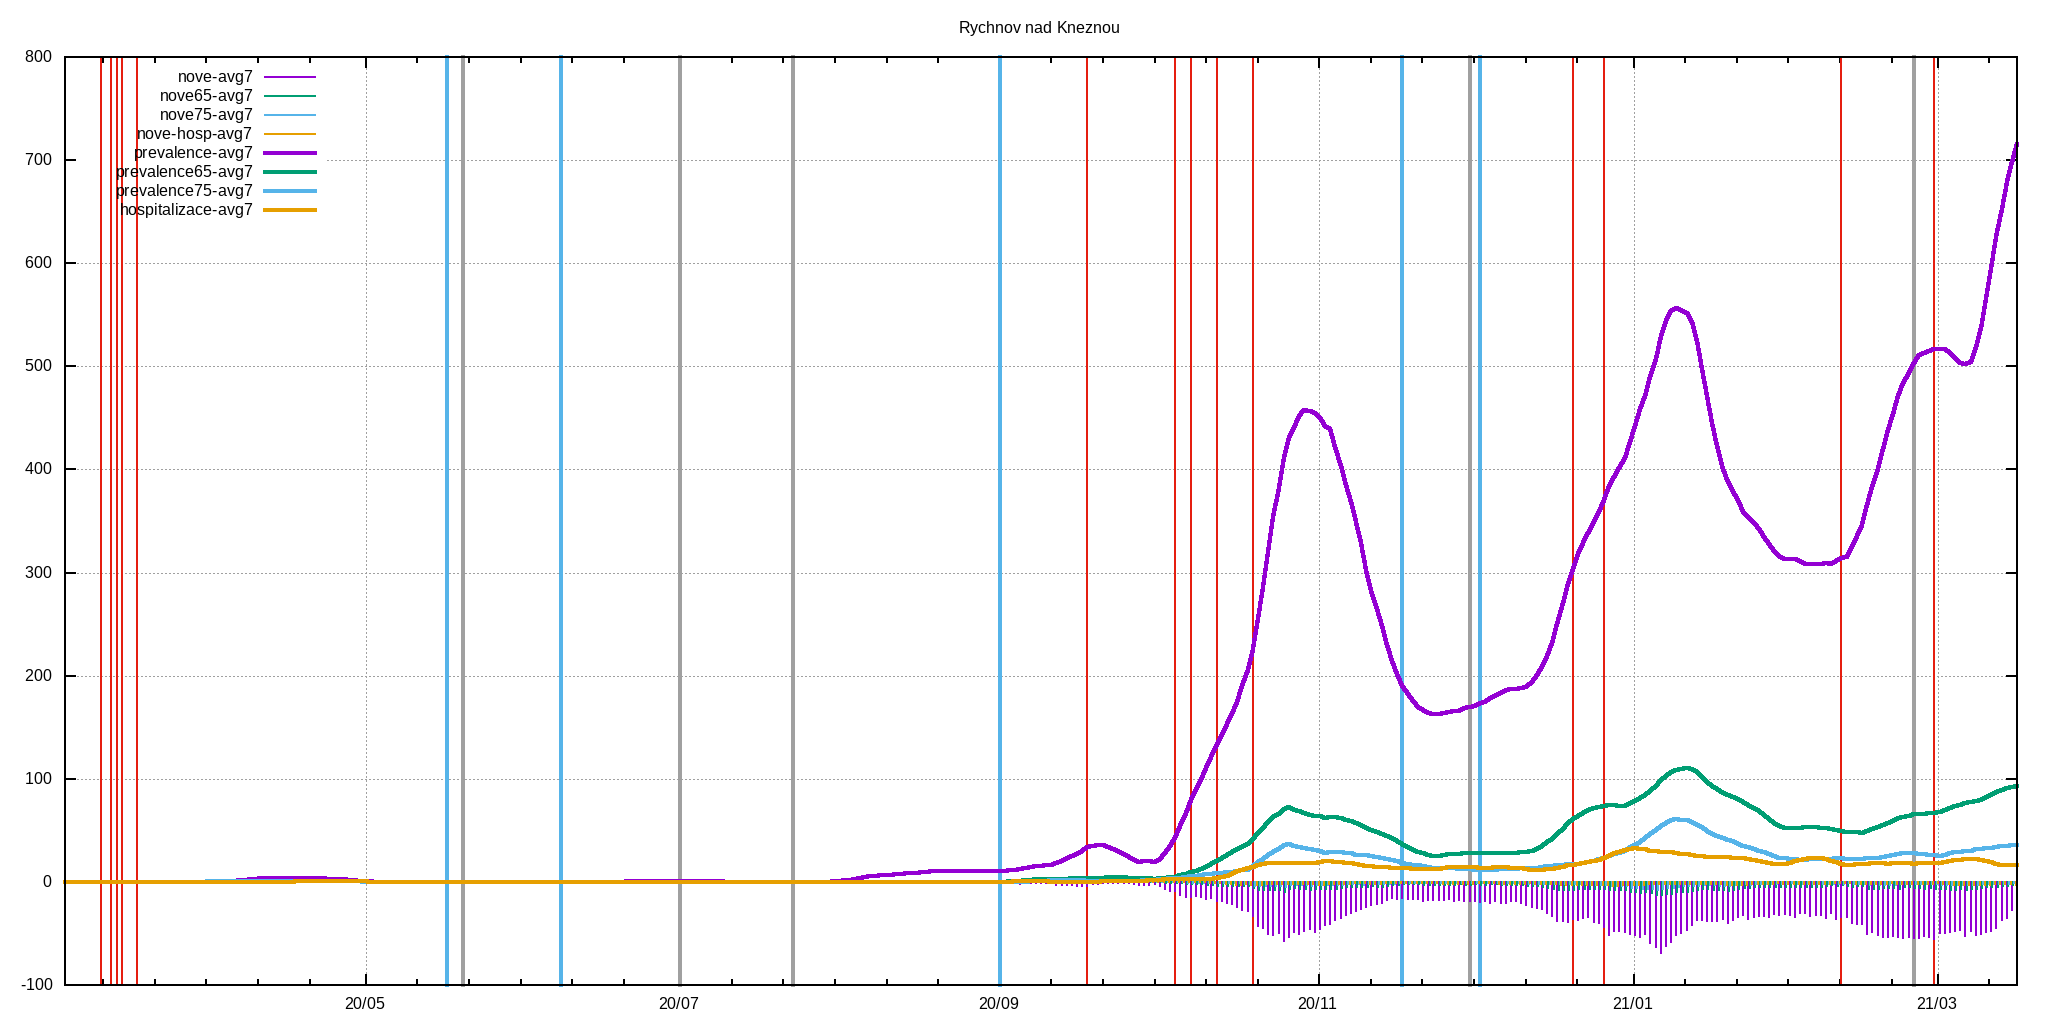 Rychnov nad Kneznou
800
700
600
500
400
300
200
100
0
-100
nove-avg7
nove65-avg7
nove75-avg7
nove-hosp-avg7
prevalence-avg7
prevalence65-avg7
prevalence75-avg7
hospitalizace-avg7
20/05 20/07 20/09 20/11 21/01 21/03